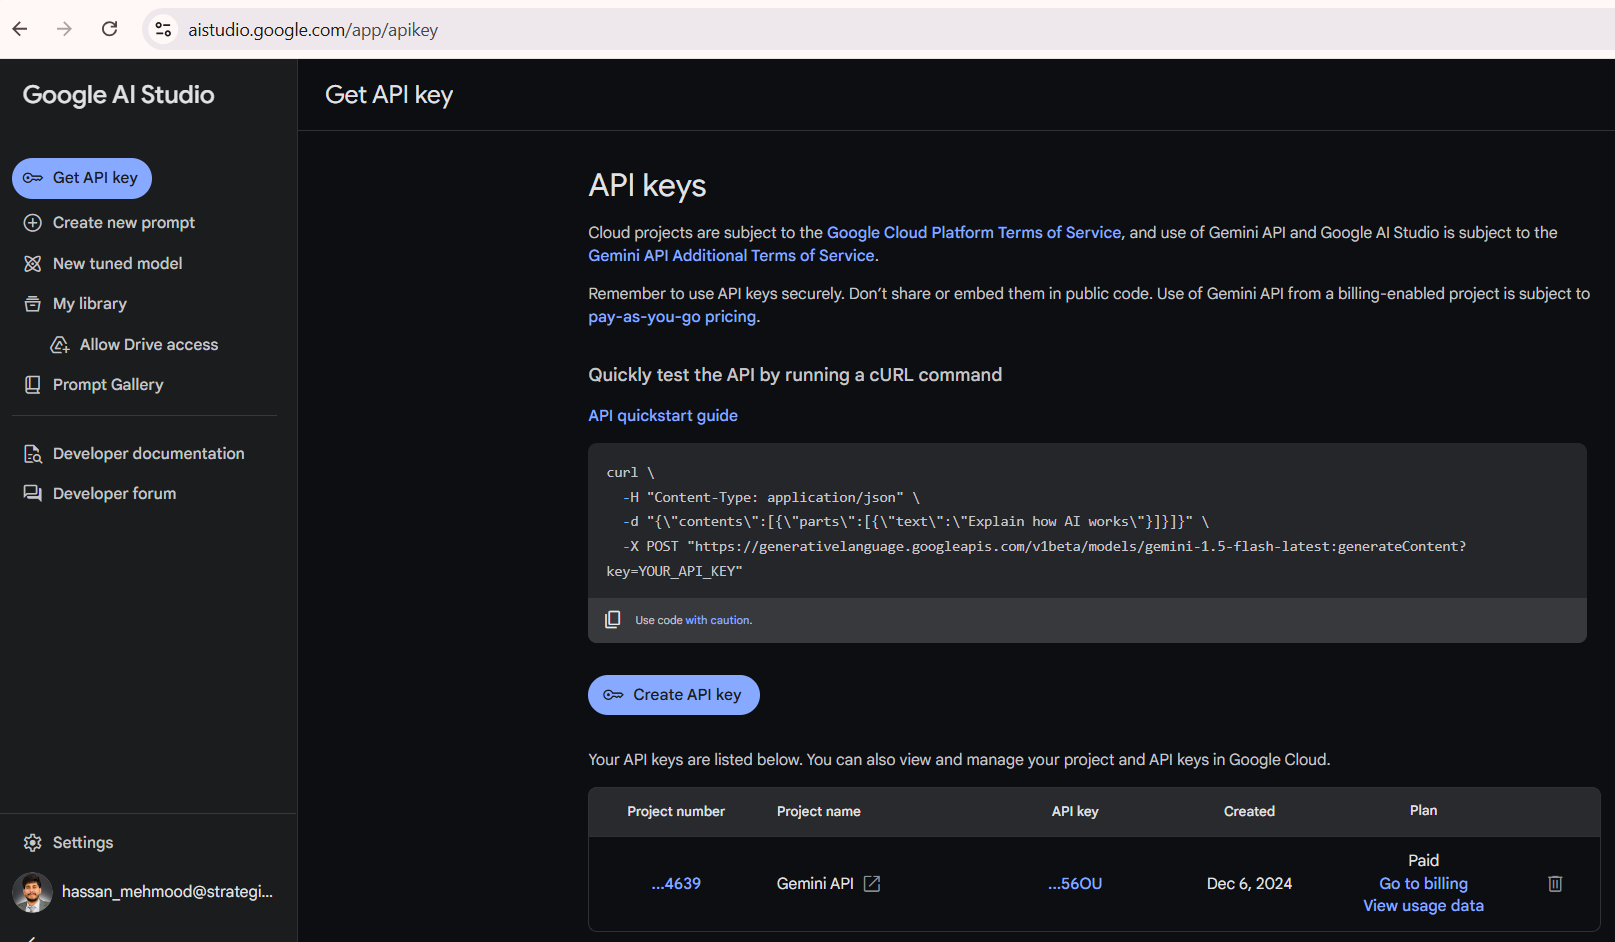 aistudio.google.com/app/apikey
Google AI Studio
Get API key
Get API key
Create new prompt
New tuned model
My library
Allow Drive access
Prompt Gallery
Developer documentation
Developer forum
Settings
hassan_mehmood@strategi...
API keys
Cloud projects are subject to the Google Cloud Platform Terms of Service, and use of Gemini API and Google AI Studio is subject to the
Gemini API Additional Terms of Service.
Remember to use API keys securely. Don’t share or embed them in public code. Use of Gemini API from a billing-enabled project is subject to
pay-as-you-go pricing.
Quickly test the API by running a cURL command
API quickstart guide
curl \
-H "Content-Type: application/json" \
-d "{\"contents\":[{\"parts\":[{\"text\":\"Explain how AI works\"}]}]}" \
-X POST "https://generativelanguage.googleapis.com/v1beta/models/gemini-1.5-flash-latest:generateContent?
key=YOUR_API_KEY"
Use code with caution.
Create API key
Your API keys are listed below. You can also view and manage your project and API keys in Google Cloud.
Project number Project name API key Created Plan
...4639 Gemini API ...56OU Dec 6, 2024 Paid
Go to billing
View usage data